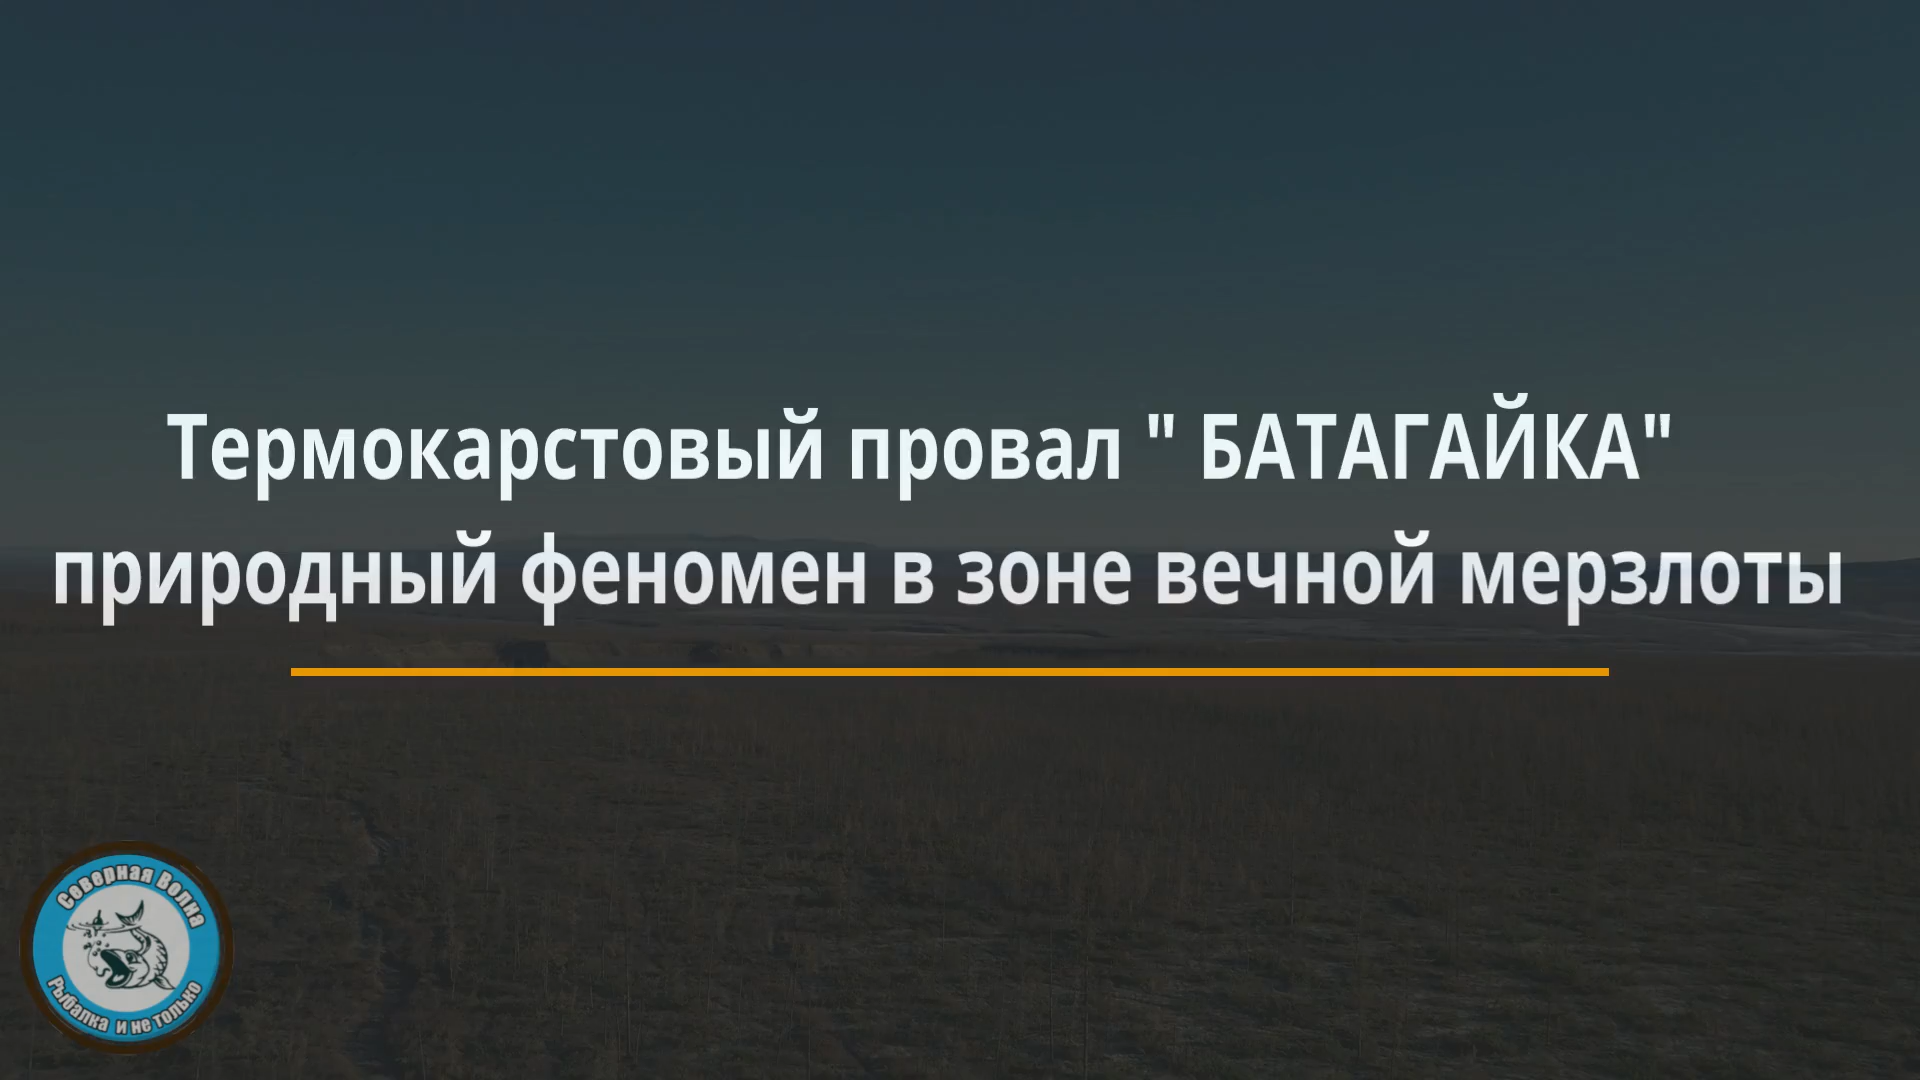 Термокарстовый провал " БАТАГАЙКА"
природный феномен в зоне вечной мерзлоты
Северная Волна
Рыбалка и не только